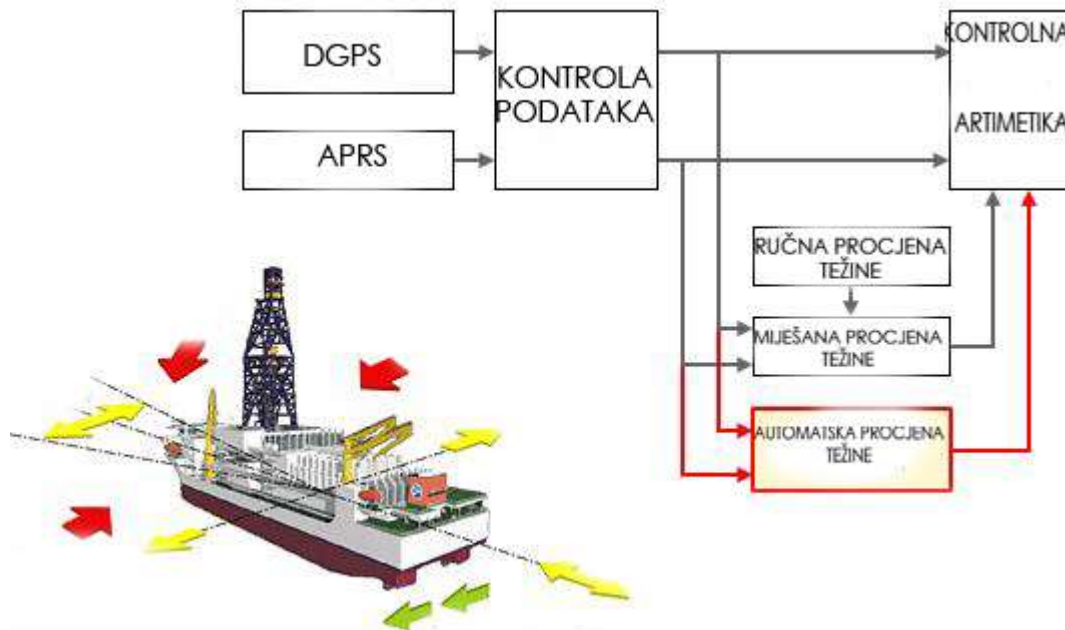 DGPS
APRS
KONTROLA
PODATAKA
KONTROLNA
ARTIMETIKA
RUČNA PROCJENA
TEŽINE
MIJEŠANA PROCJENA
TEŽINE
AUTOMATSKA PROCJENA
TEŽINE